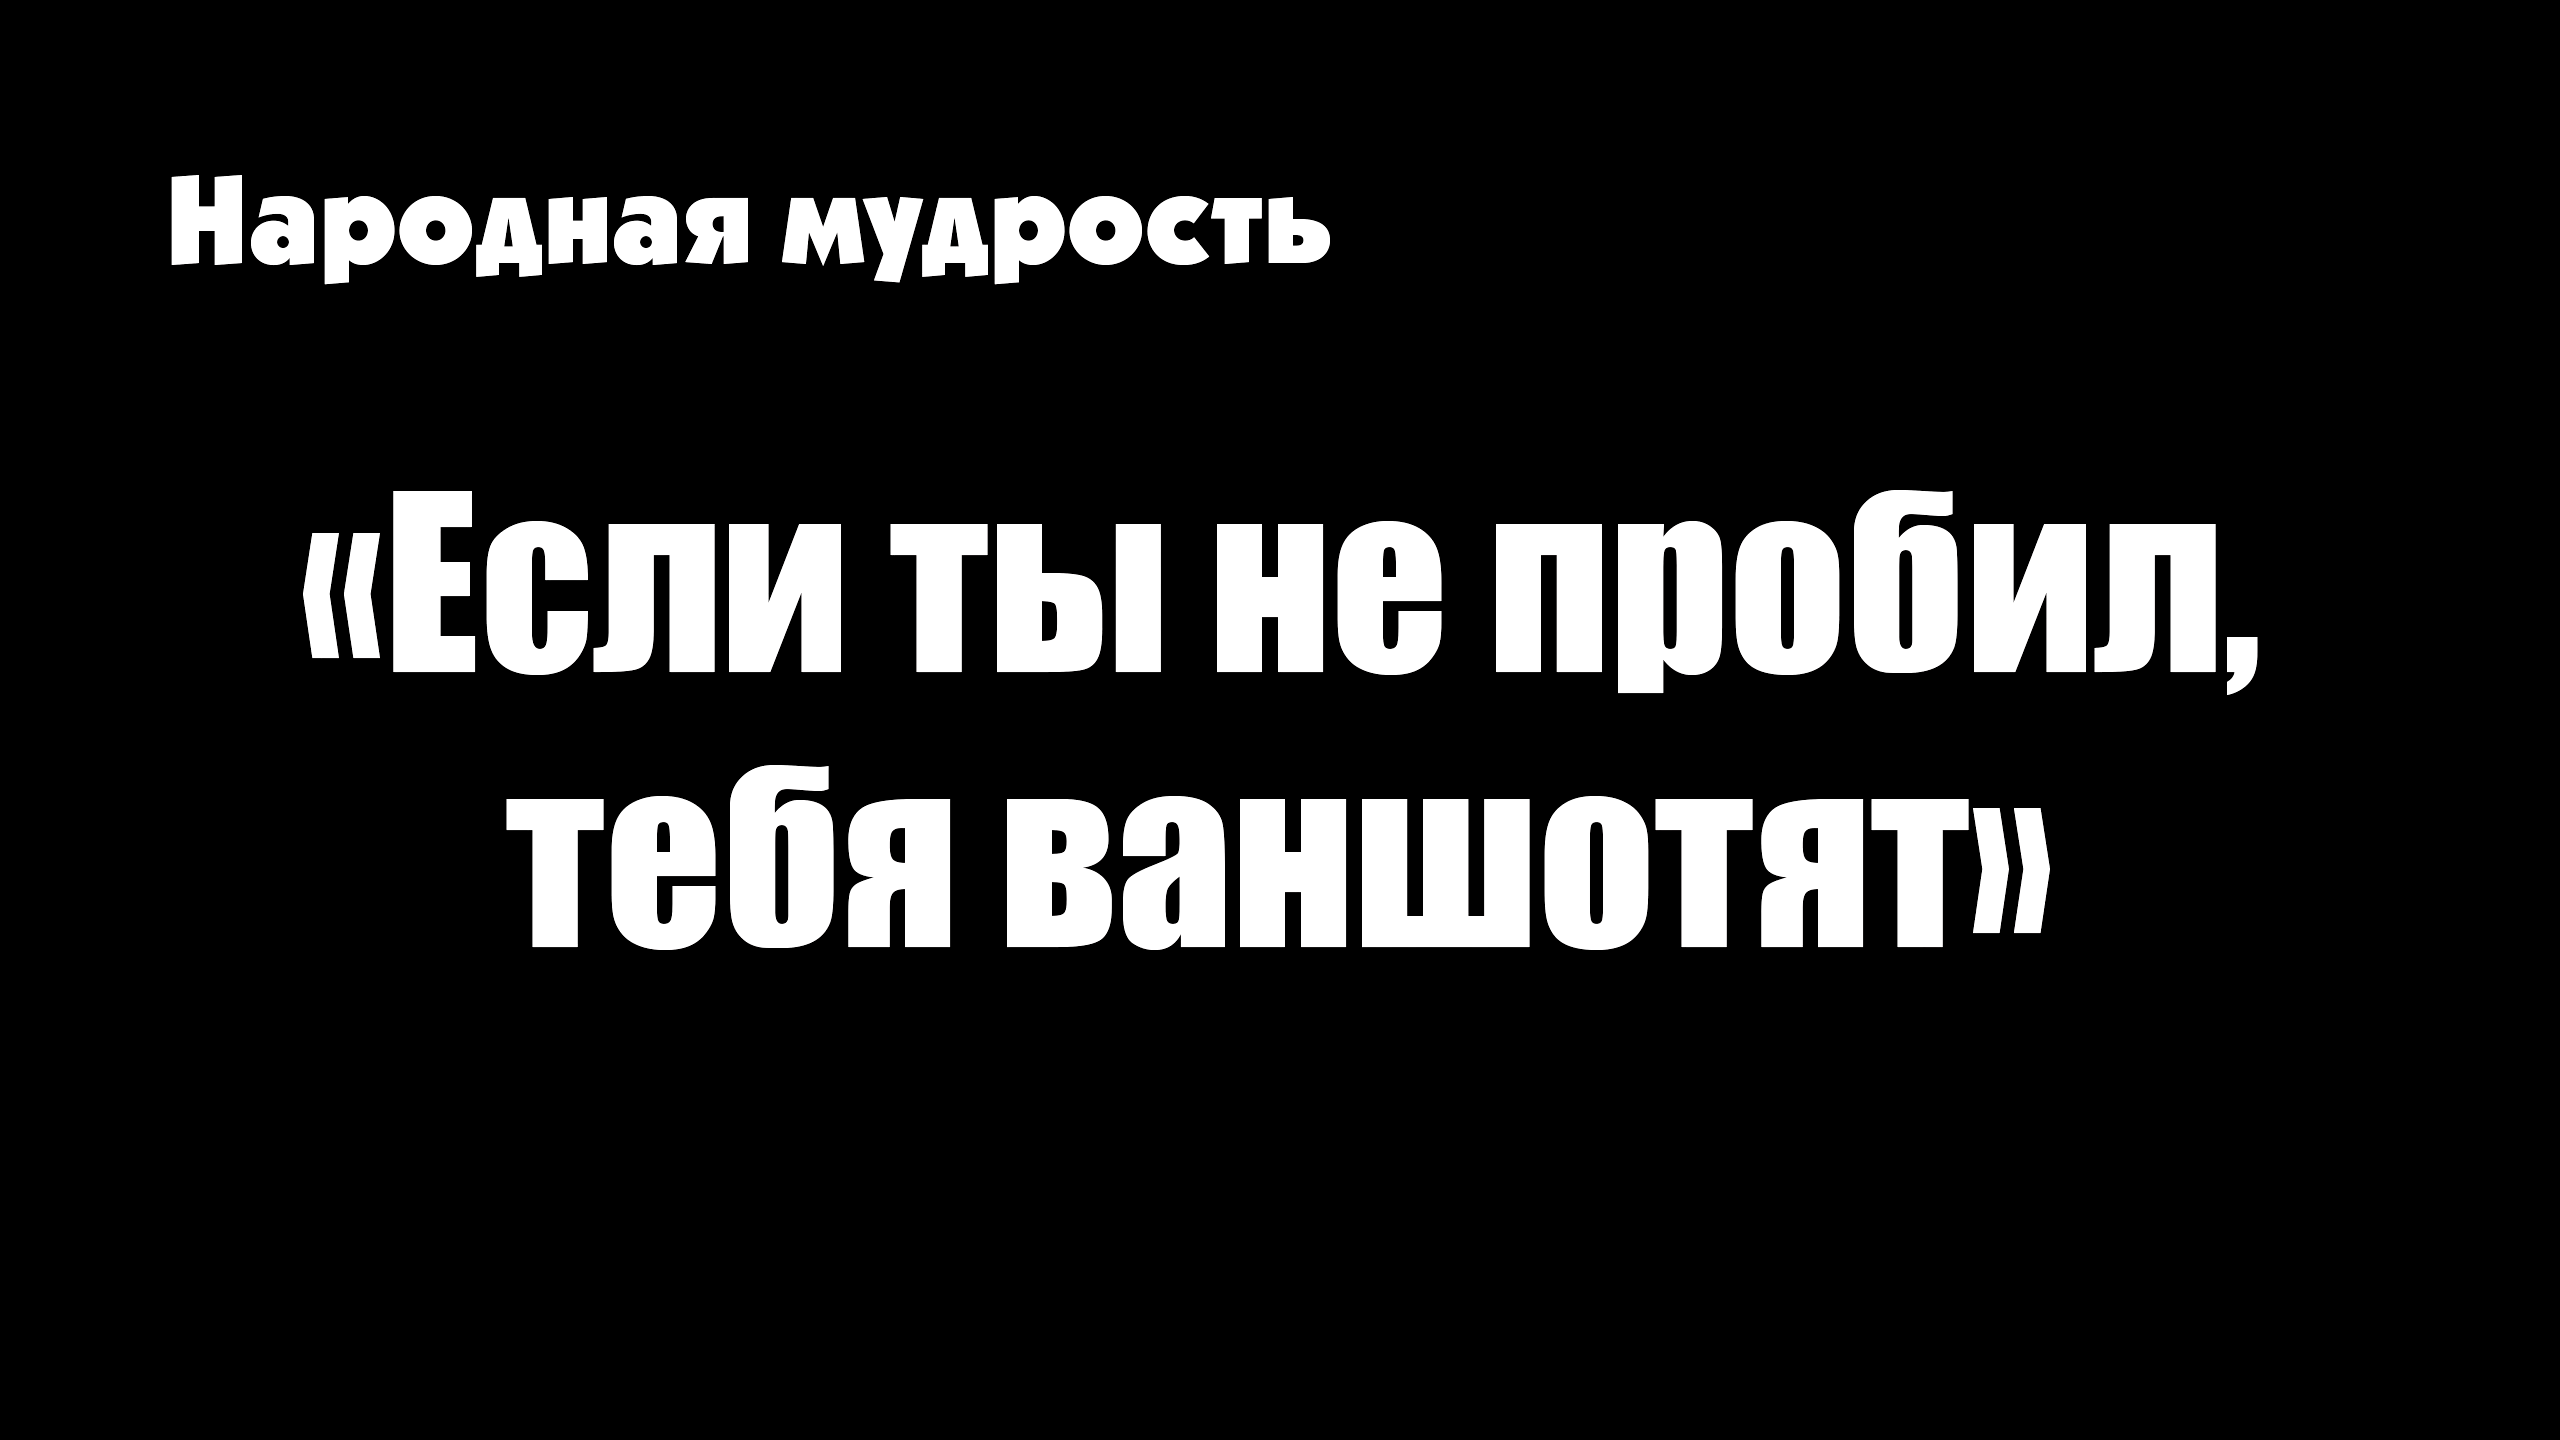 Народная мудрость
«Если ты не пробил,
тебя ваншотят»